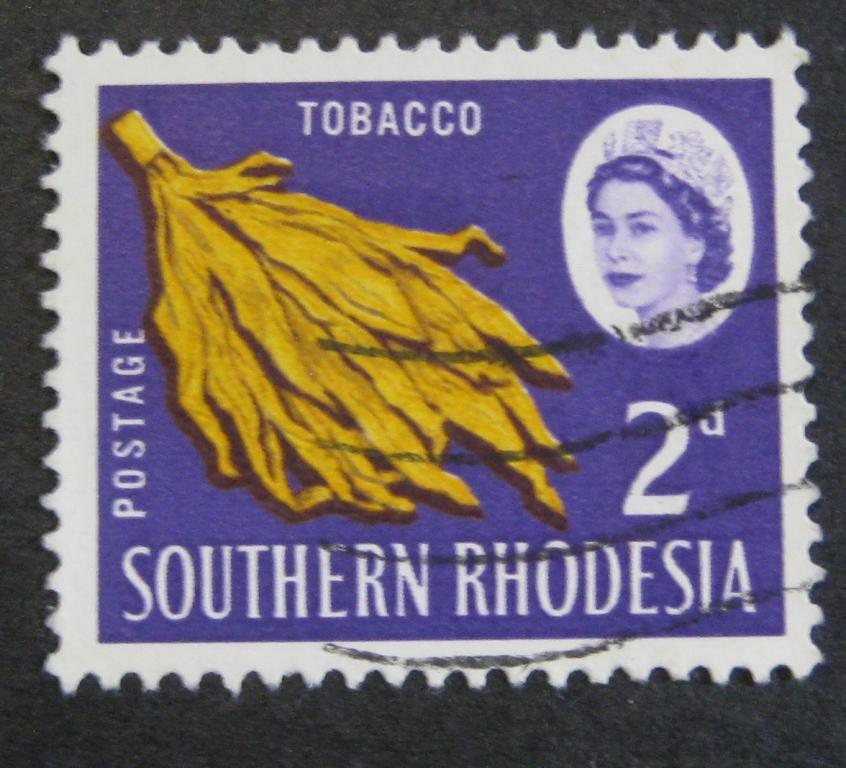 TOBACCO
POSTAGE
2d
SOUTHERN RHODESIA